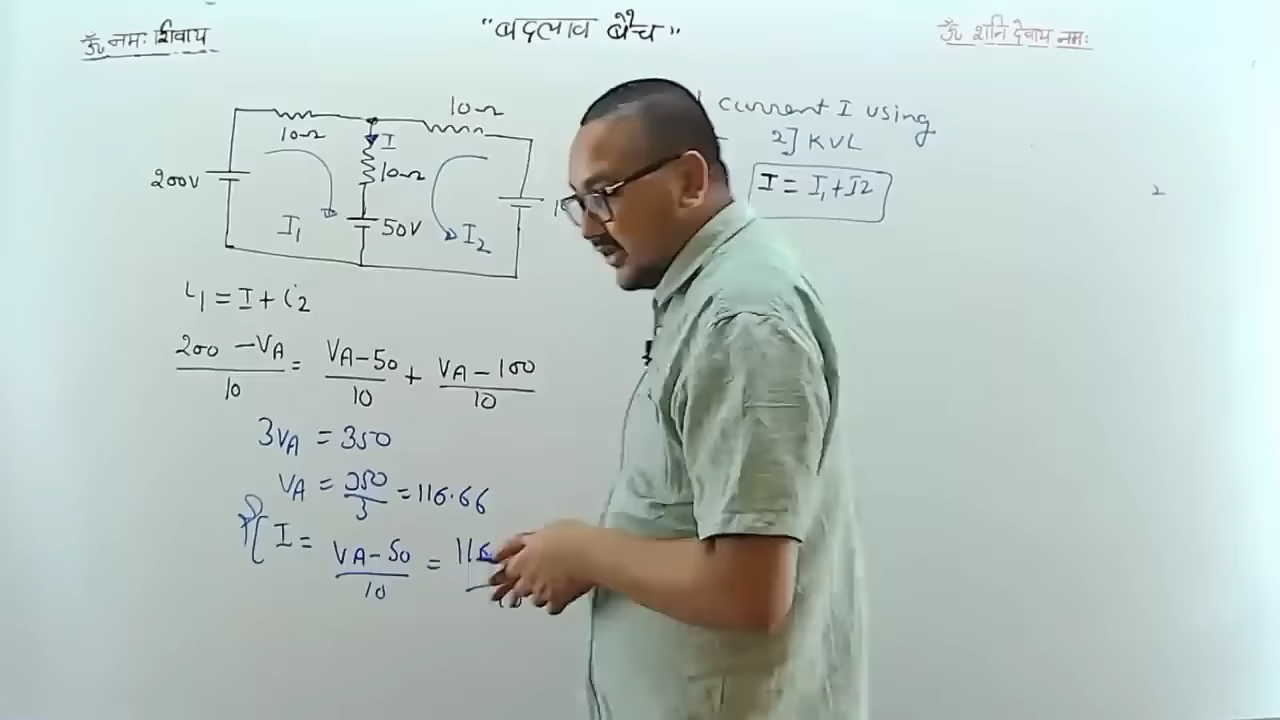 ॐ नमः शिवाय
"बदलाव बैच"
ॐ शनि देवाय नमः
current I using
2] KVL
I = I₁+I2
10Ω
10Ω
I
10Ω
200V
50V
I₁
I₂
i₁ = I + i₂
200 - VA / 10 = VA - 50 / 10 + VA - 100 / 10
3VA = 350
VA = 350 / 3 = 116.66
I = VA - 50 / 10 = 116
2